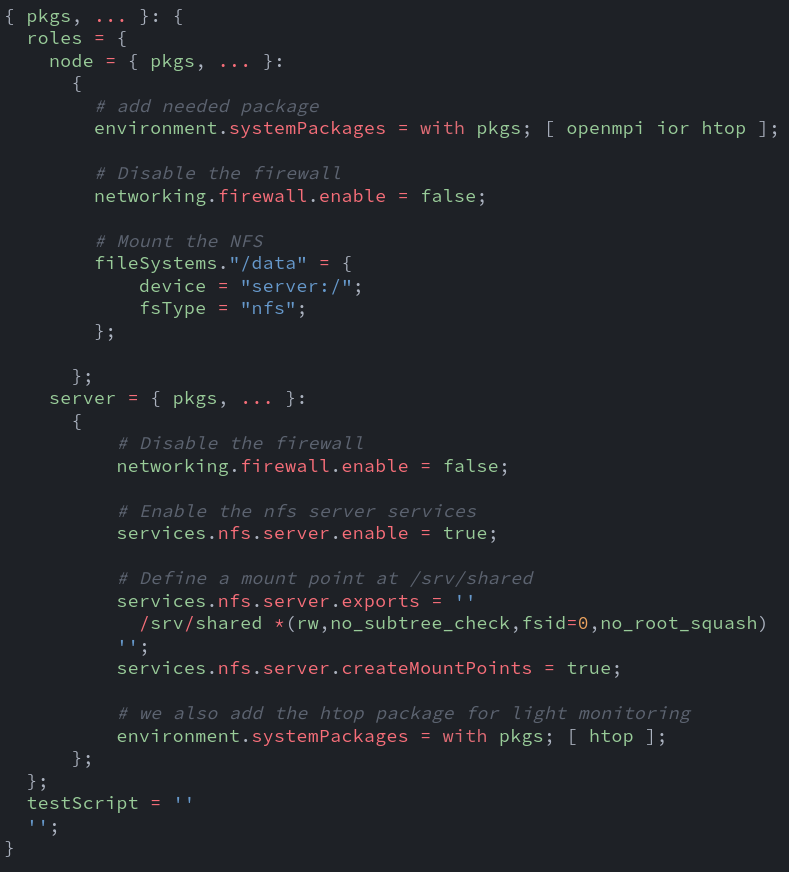 { pkgs, ... }: {
  roles = {
    node = { pkgs, ... }:
      {
        # add needed package
        environment.systemPackages = with pkgs; [ openmpi ior htop ];

        # Disable the firewall
        networking.firewall.enable = false;

        # Mount the NFS
        fileSystems."/data" = {
            device = "server:/";
            fsType = "nfs";
        };

      };
    server = { pkgs, ... }:
      {
          # Disable the firewall
          networking.firewall.enable = false;

          # Enable the nfs server services
          services.nfs.server.enable = true;

          # Define a mount point at /srv/shared
          services.nfs.server.exports = ''
            /srv/shared *(rw,no_subtree_check,fsid=0,no_root_squash)
          '';
          services.nfs.server.createMountPoints = true;

          # we also add the htop package for light monitoring
          environment.systemPackages = with pkgs; [ htop ];
      };
  };
  testScript = ''
  '';
}